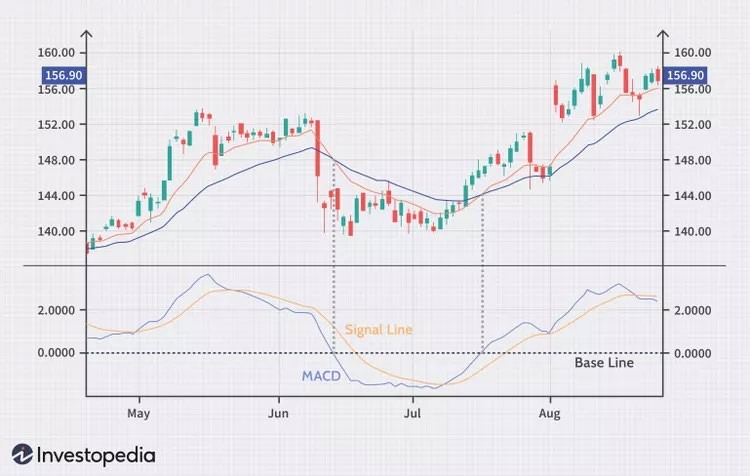 160.00 160.00
156.90 156.90
156.00 156.00
152.00 152.00
148.00 148.00
144.00 144.00
140.00 140.00
2.0000 2.0000
Signal Line
0.0000 0.0000
Base Line
MACD
May Jun Jul Aug
Investopedia